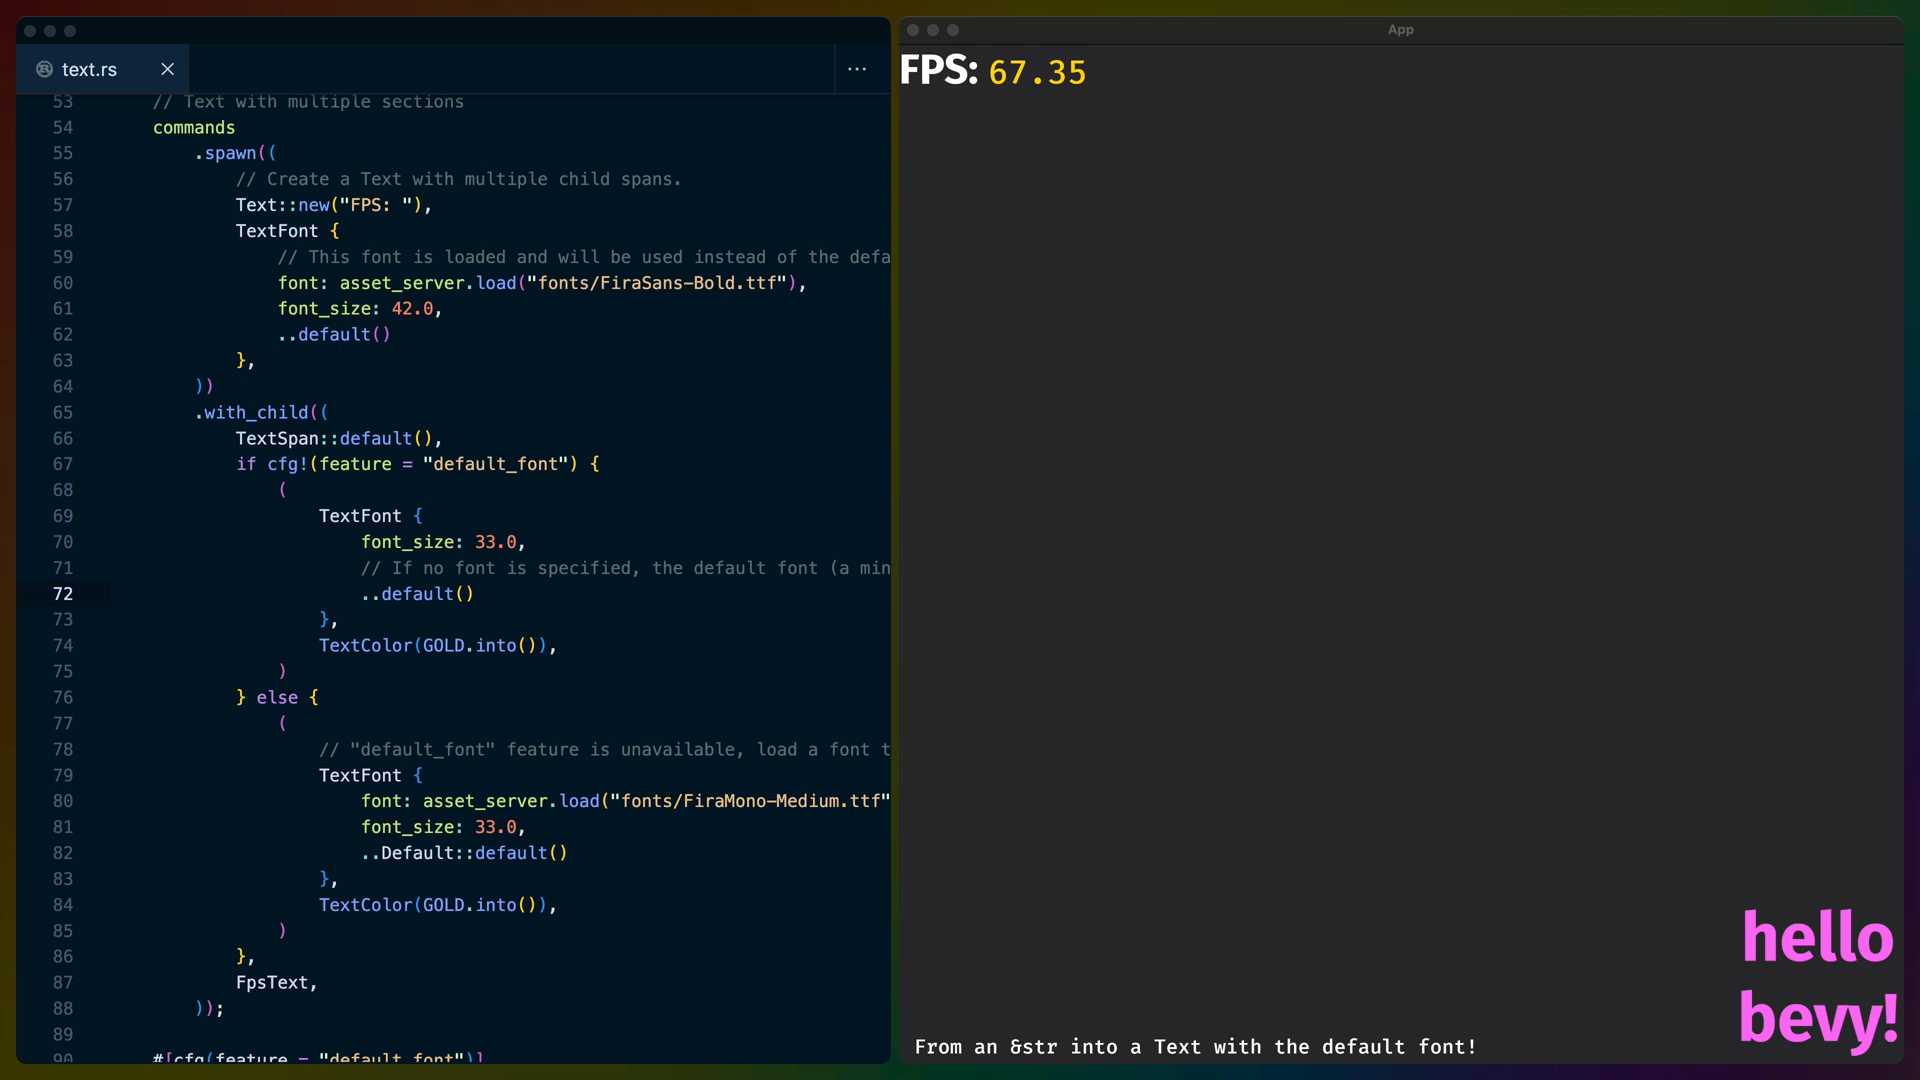 text.rs
53 // Text with multiple sections
54 commands
55 .spawn((
56 // Create a Text with multiple child spans.
57 Text::new("FPS: "),
58 TextFont {
59 // This font is loaded and will be used instead of the defa
60 font: asset_server.load("fonts/FiraSans-Bold.ttf"),
61 font_size: 42.0,
62 ..default()
63 },
64 ))
65 .with_child((
66 TextSpan::default(),
67 if cfg!(feature = "default_font") {
68 (
69 TextFont {
70 font_size: 33.0,
71 // If no font is specified, the default font (a min
72 ..default()
73 },
74 TextColor(GOLD.into()),
75 )
76 } else {
77 (
78 // "default_font" feature is unavailable, load a font t
79 TextFont {
80 font: asset_server.load("fonts/FiraMono-Medium.ttf"
81 font_size: 33.0,
82 ..Default::default()
83 },
84 TextColor(GOLD.into()),
85 )
86 },
87 FpsText,
88 ));
89
90 #[cfg(feature = "default_font")]
App
FPS: 67.35
hello
bevy!
From an &str into a Text with the default font!